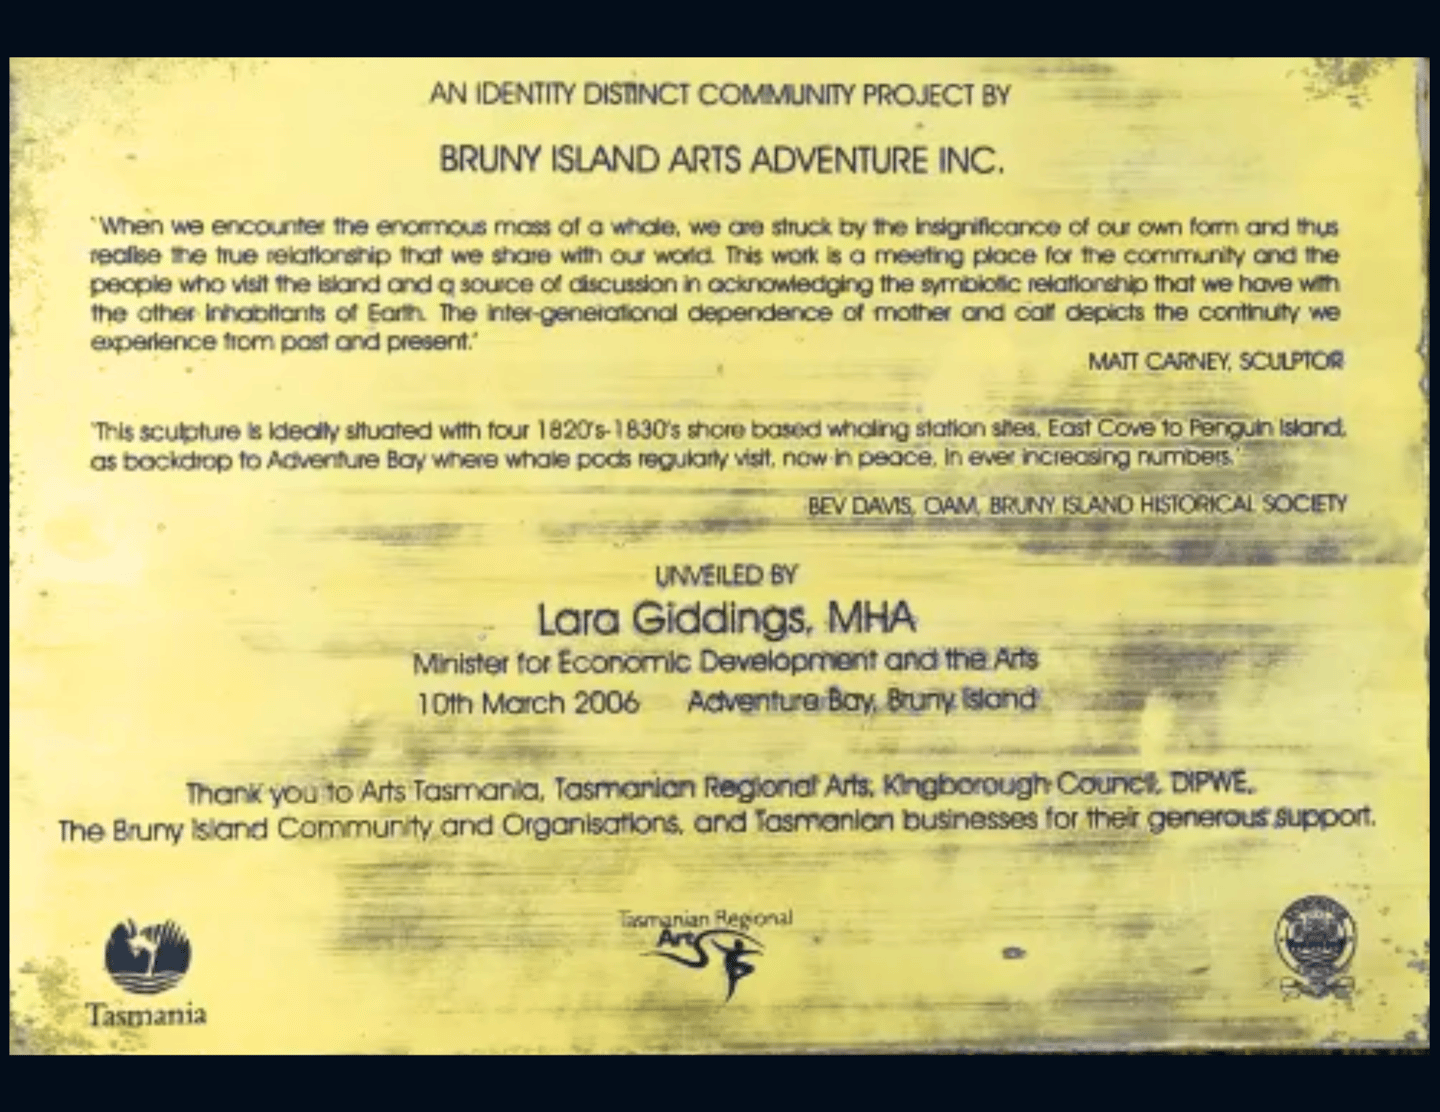 AN IDENTITY DISTINCT COMMUNITY PROJECT BY
BRUNY ISLAND ARTS ADVENTURE INC.
'When we encounter the enormous mass of a whale, we are struck by the insignificance of our own form and thus
realise the true relationship that we share with our world. This work is a meeting place for the community and the
people who visit the island and a source of discussion in acknowledging the symbiotic relationship that we have with
the other inhabitants of Earth. The inter-generational dependence of mother and calf depicts the continuity we
experience from past and present.'
MATT CARNEY, SCULPTOR
'This sculpture is ideally situated with four 1820's-1830's shore based whaling station sites, East Cove to Penguin Island,
as backdrop to Adventure Bay where whale pods regularly visit, now in peace, in ever increasing numbers.'
BEV DAVIS, OAM, BRUNY ISLAND HISTORICAL SOCIETY
UNVEILED BY
Lara Giddings, MHA
Minister for Economic Development and the Arts
10th March 2006 Adventure Bay, Bruny Island
Thank you to Arts Tasmania, Tasmanian Regional Arts, Kingborough Council, DIPWE,
The Bruny Island Community and Organisations, and Tasmanian businesses for their generous support.
Tasmania
Tasmanian Regional
Arts